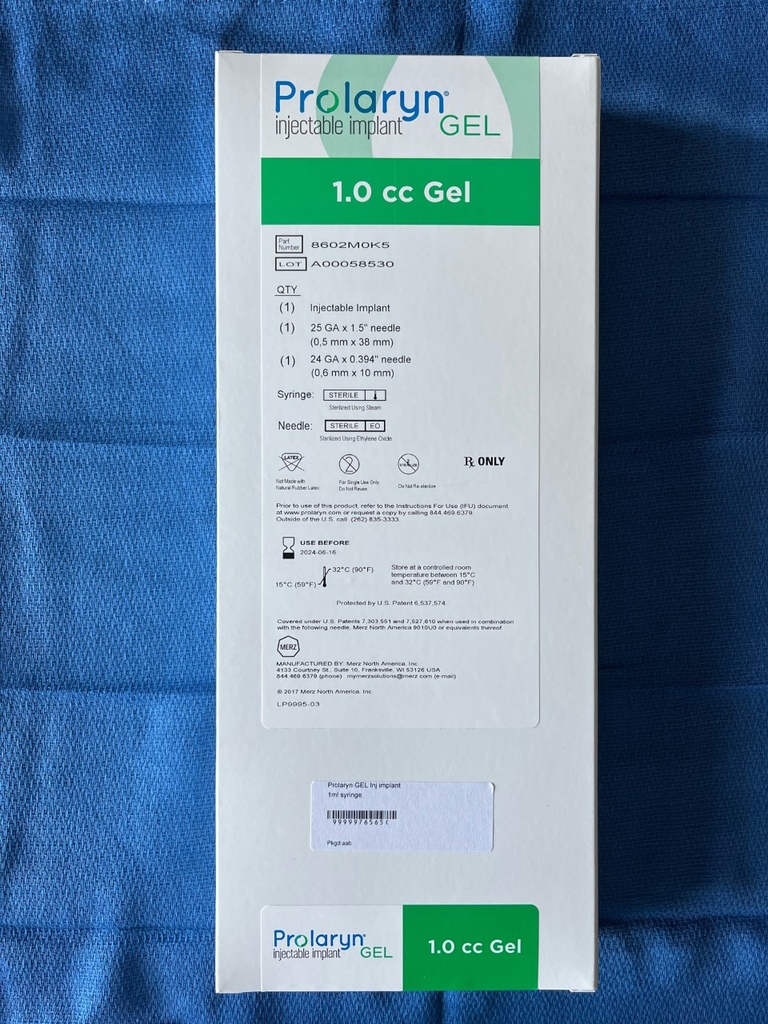 Prolaryn®
injectable implant GEL
1.0 cc Gel
Part Number 8602M0K5
LOT A00058530
QTY
(1) Injectable Implant
(1) 25 GA x 1.5" needle
(0,5 mm x 38 mm)
(1) 24 GA x 0.394" needle
(0,6 mm x 10 mm)
Syringe: STERILE
Sterilized Using Steam
Needle: STERILE EO
Sterilized Using Ethylene Oxide
LATEX
2
℞ ONLY
Not Made with
Natural Rubber Latex
For Single Use Only
Do Not Reuse
Do Not Re-sterilize
Prior to use of this product, refer to the Instructions For Use (IFU) document
at www.prolaryn.com or request a copy by calling 844.469.6379.
Outside of the U.S. call: (262) 835-3333.
USE BEFORE
2024-06-16
15°C (59°F) 32°C (90°F)
Store at a controlled room
temperature between 15°C
and 32°C (59°F and 90°F)
Protected by U.S. Patent 6,537,574.
Covered under U.S. Patents 7,303,551 and 7,527,610 when used in combination
with the following needle. Merz North America 9010U0 or equivalents thereof.
MERZ
MANUFACTURED BY: Merz North America, Inc.
4133 Courtney St., Suite 10, Franksville, WI 53126 USA
844.469.6379 (phone) mymerzsolutions@merz.com (e-mail)
© 2017 Merz North America, Inc.
LP9995-03
Prolaryn GEL Inj implant
1ml syringe
Pkgd aab
Prolaryn®
injectable implant GEL
1.0 cc Gel